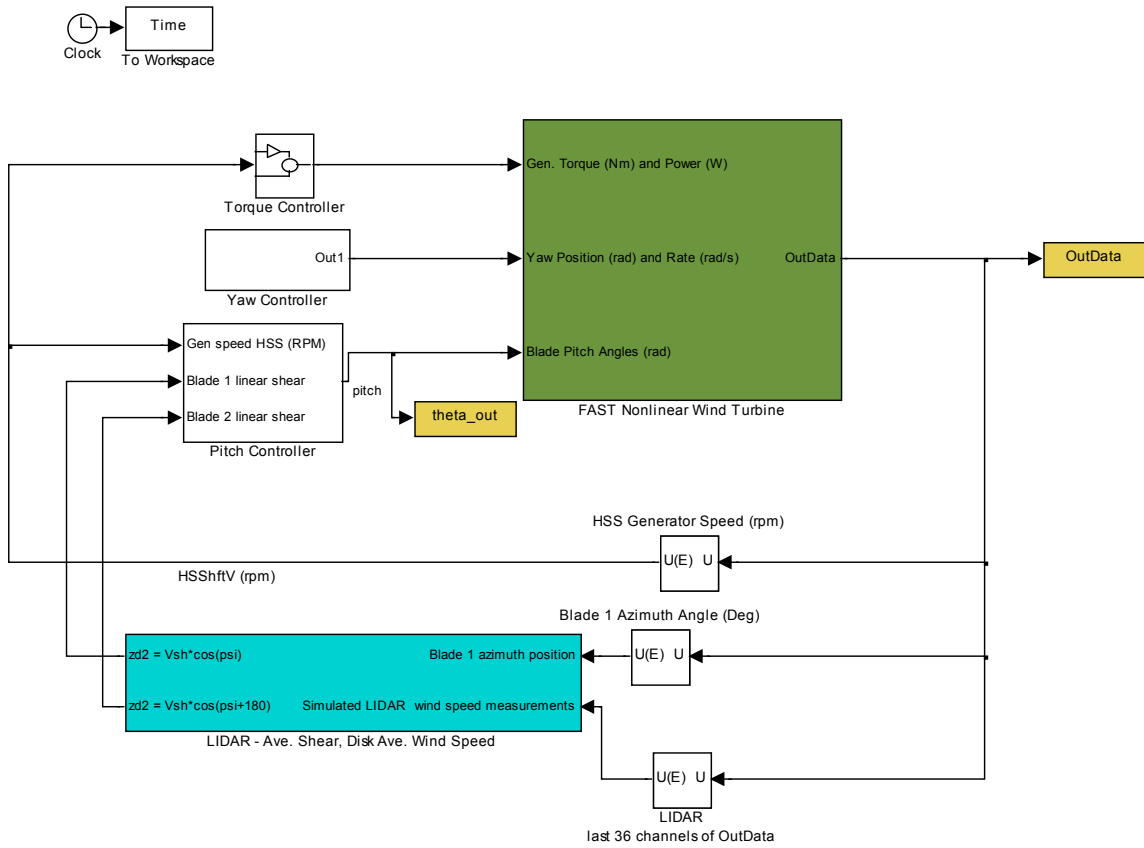 Time
Clock
To Workspace
Gen. Torque (Nm) and Power (W)
Torque Controller
Out1
Yaw Position (rad) and Rate (rad/s)
OutData
OutData
Yaw Controller
Gen speed HSS (RPM)
Blade Pitch Angles (rad)
Blade 1 linear shear
pitch
Blade 2 linear shear
theta_out
FAST Nonlinear Wind Turbine
Pitch Controller
HSS Generator Speed (rpm)
U(E) U
HSShftV (rpm)
Blade 1 Azimuth Angle (Deg)
zd2 = Vsh*cos(psi)
Blade 1 azimuth position
U(E) U
zd2 = Vsh*cos(psi+180)
Simulated LIDAR wind speed measurements
LIDAR - Ave. Shear, Disk Ave. Wind Speed
U(E) U
LIDAR
last 36 channels of OutData